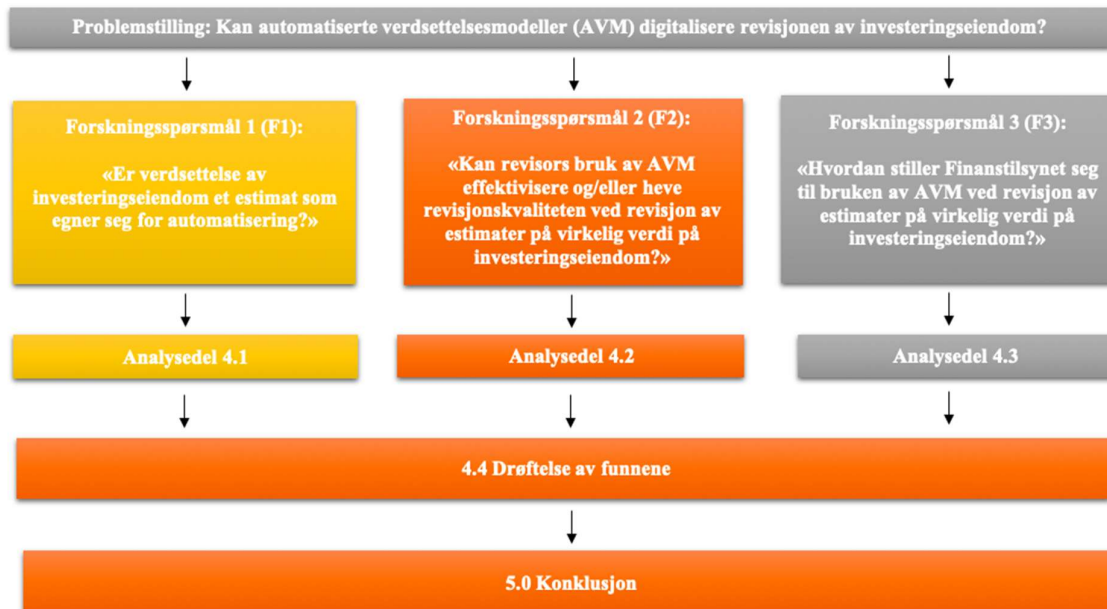 Problemstilling: Kan automatiserte verdsettelsesmodeller (AVM) digitalisere revisjonen av investeringseiendom?
Forskningsspørsmål 1 (F1):
«Er verdsettelse av
investeringseiendom et estimat som
egner seg for automatisering?»
Forskningsspørsmål 2 (F2):
«Kan revisors bruk av AVM
effektivisere og/eller heve
revisjonskvaliteten ved revisjon av
estimater på virkelig verdi på
investeringseiendom?»
Forskningsspørsmål 3 (F3):
«Hvordan stiller Finanstilsynet seg
til bruken av AVM ved revisjon av
estimater på virkelig verdi på
investeringseiendom?»
Analysedel 4.1
Analysedel 4.2
Analysedel 4.3
4.4 Drøftelse av funnene
5.0 Konklusjon